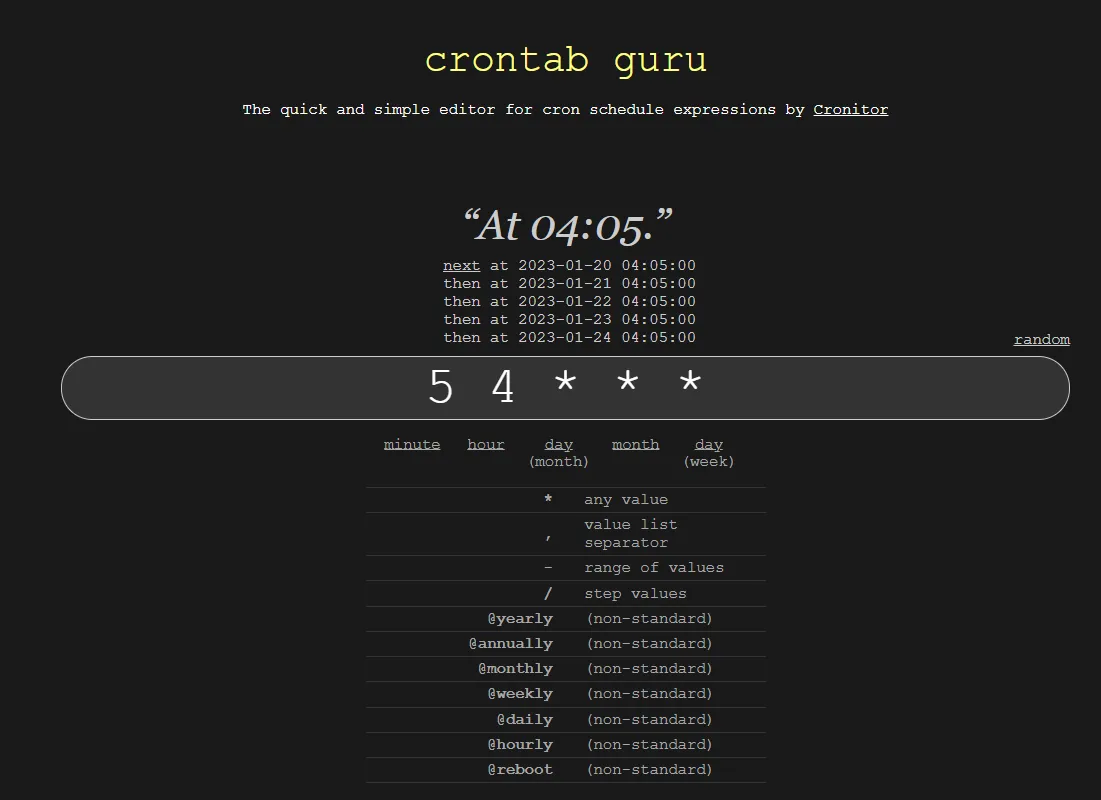 crontab guru
The quick and simple editor for cron schedule expressions by Cronitor
“At 04:05.”
next at 2023-01-20 04:05:00
then at 2023-01-21 04:05:00
then at 2023-01-22 04:05:00
then at 2023-01-23 04:05:00
then at 2023-01-24 04:05:00
random
5 4 * * *
minute hour day month day
(month) (week)
* any value
, value list
separator
- range of values
/ step values
@yearly (non-standard)
@annually (non-standard)
@monthly (non-standard)
@weekly (non-standard)
@daily (non-standard)
@hourly (non-standard)
@reboot (non-standard)